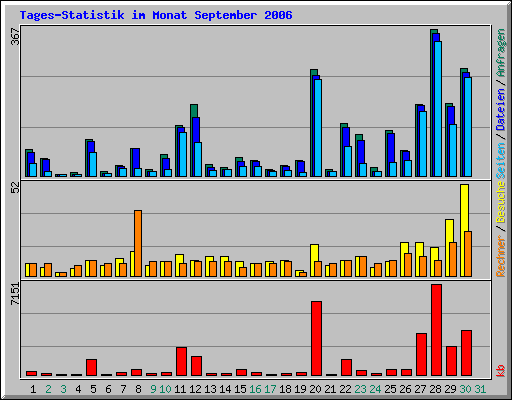 Tages-Statistik im Monat September 2006
367
52
7151
Rechner / Besuche Seiten / Dateien / Anfragen
kb
1 2 3 4 5 6 7 8 9 10 11 12 13 14 15 16 17 18 19 20 21 22 23 24 25 26 27 28 29 30 31